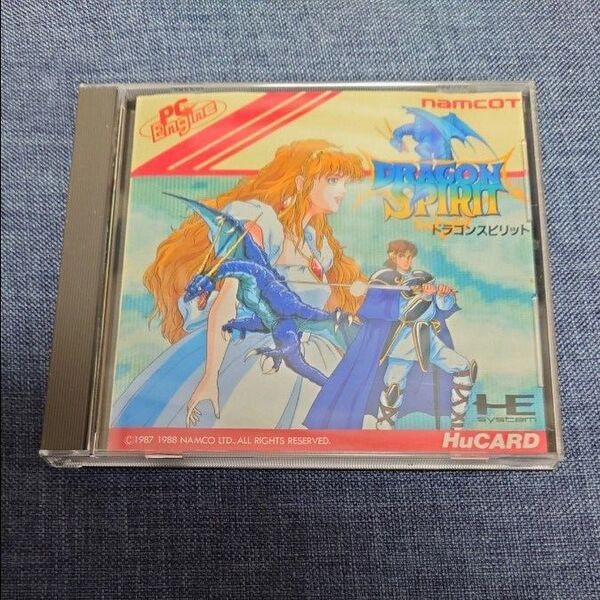 PC
Engine
namcoT
DRAGON
SPIRIT
ドラゴンスピリット
HE
system
HuCARD
©1987 1988 NAMCO LTD., ALL RIGHTS RESERVED.